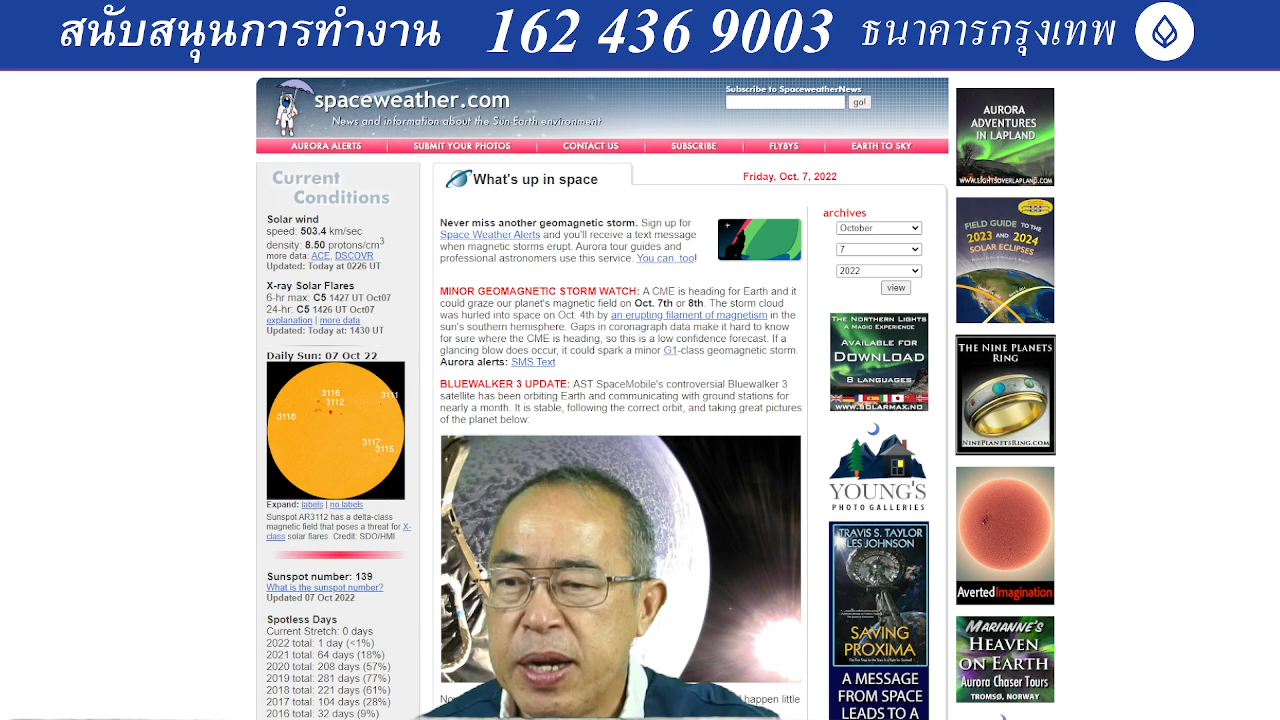 สนับสนุนการทำงาน 162 436 9003 ธนาคารกรุงเทพ
spaceweather.com
News and information about the Sun-Earth environment
Subscribe to SpaceweatherNews
go!
AURORA ALERTS
SUBMIT YOUR PHOTOS
CONTACT US
SUBSCRIBE
FLYBYS
EARTH TO SKY
Current
Conditions
Solar wind
speed: 503.4 km/sec
density: 8.50 protons/cm3
more data: ACE, DSCOVR
Updated: Today at 0226 UT
X-ray Solar Flares
6-hr max: C5 1427 UT Oct07
24-hr: C5 1426 UT Oct07
explanation | more data
Updated: Today at: 1430 UT
Daily Sun: 07 Oct 22
3116
3112
3111
3118
3117
3115
Expand: labels | no labels
Sunspot AR3112 has a delta-class
magnetic field that poses a threat for X-
class solar flares. Credit: SDO/HMI
Sunspot number: 139
What is the sunspot number?
Updated 07 Oct 2022
Spotless Days
Current Stretch: 0 days
2022 total: 1 day (<1%)
2021 total: 64 days (18%)
2020 total: 208 days (57%)
2019 total: 281 days (77%)
2018 total: 221 days (61%)
2017 total: 104 days (28%)
2016 total: 32 days (9%)
What's up in space
Friday, Oct. 7, 2022
Never miss another geomagnetic storm. Sign up for
Space Weather Alerts and you'll receive a text message
when magnetic storms erupt. Aurora tour guides and
professional astronomers use this service. You can, too!
MINOR GEOMAGNETIC STORM WATCH: A CME is heading for Earth and it
could graze our planet's magnetic field on Oct. 7th or 8th. The storm cloud
was hurled into space on Oct. 4th by an erupting filament of magnetism in the
sun's southern hemisphere. Gaps in coronagraph data make it hard to know
for sure where the CME is heading, so this is a low confidence forecast. If a
glancing blow does occur, it could spark a minor G1-class geomagnetic storm.
Aurora alerts: SMS Text
BLUEWALKER 3 UPDATE: AST SpaceMobile's controversial Bluewalker 3
satellite has been orbiting Earth and communicating with ground stations for
nearly a month. It is stable, following the correct orbit, and taking great pictures
of the planet below:
happen little
archives
October
7
2022
view
THE NORTHERN LIGHTS
A MAGIC EXPERIENCE
AVAILABLE FOR
DOWNLOAD
8 LANGUAGES
WWW.SOLARMAX.NO
YOUNG'S
PHOTO GALLERIES
TRAVIS S. TAYLOR
LES JOHNSON
SAVING
PROXIMA
A MESSAGE
FROM SPACE
LEADS TO A
AURORA
ADVENTURES
IN LAPLAND
WWW.LIGHTSOVERLAPLAND.COM
FIELD GUIDE TO THE
2023 AND 2024
SOLAR ECLIPSES
THE NINE PLANETS
RING
NINEPLANETSRING.COM
AvertedImagination
MARIANNE'S
HEAVEN
ON EARTH
Aurora Chaser Tours
TROMSØ, NORWAY